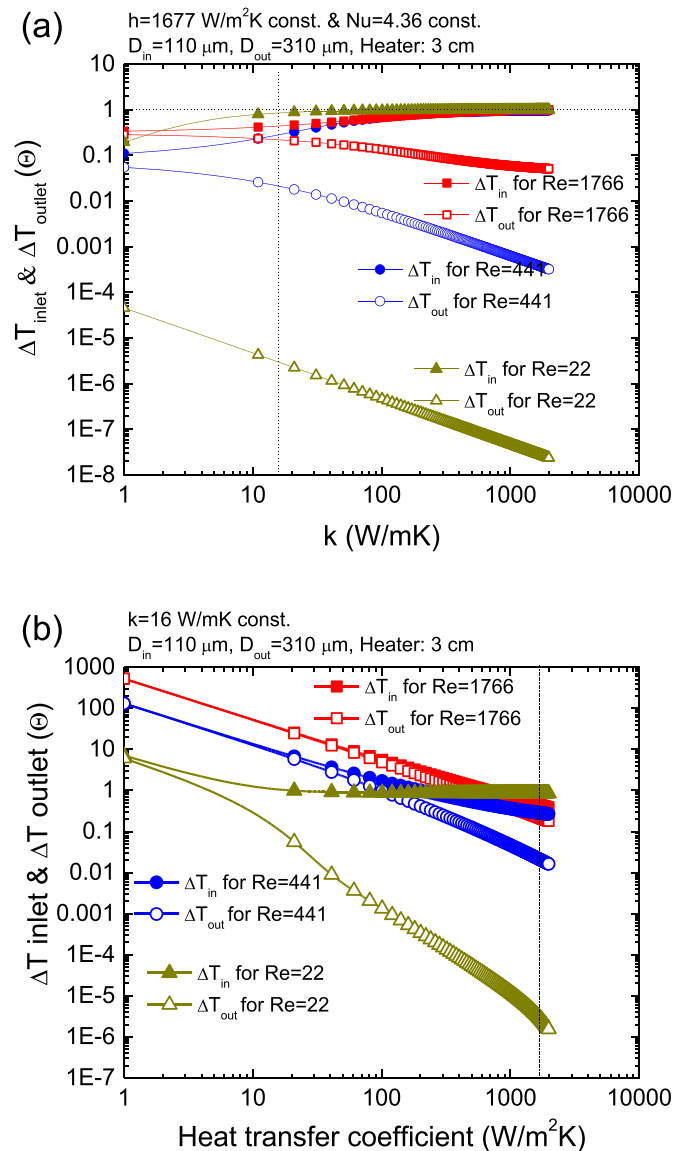 (a)
h=1677 W/m²K const. & Nu=4.36 const.
D_in=110 μm, D_out=310 μm, Heater: 3 cm
10
1
0.1
0.01
0.001
1E-4
1E-5
1E-6
1E-7
1E-8
ΔT_inlet & ΔT_outlet (Θ)
ΔT_in for Re=1766
ΔT_out for Re=1766
ΔT_in for Re=441
ΔT_out for Re=441
ΔT_in for Re=22
ΔT_out for Re=22
1 10 100 1000 10000
k (W/mK)
(b)
k=16 W/mK const.
D_in=110 μm, D_out=310 μm, Heater: 3 cm
1000
100
10
1
0.1
0.01
0.001
1E-4
1E-5
1E-6
1E-7
ΔT inlet & ΔT outlet (Θ)
ΔT_in for Re=1766
ΔT_out for Re=1766
ΔT_in for Re=441
ΔT_out for Re=441
ΔT_in for Re=22
ΔT_out for Re=22
1 10 100 1000 10000
Heat transfer coefficient (W/m²K)